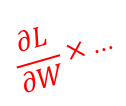 ∂L/∂W × ...